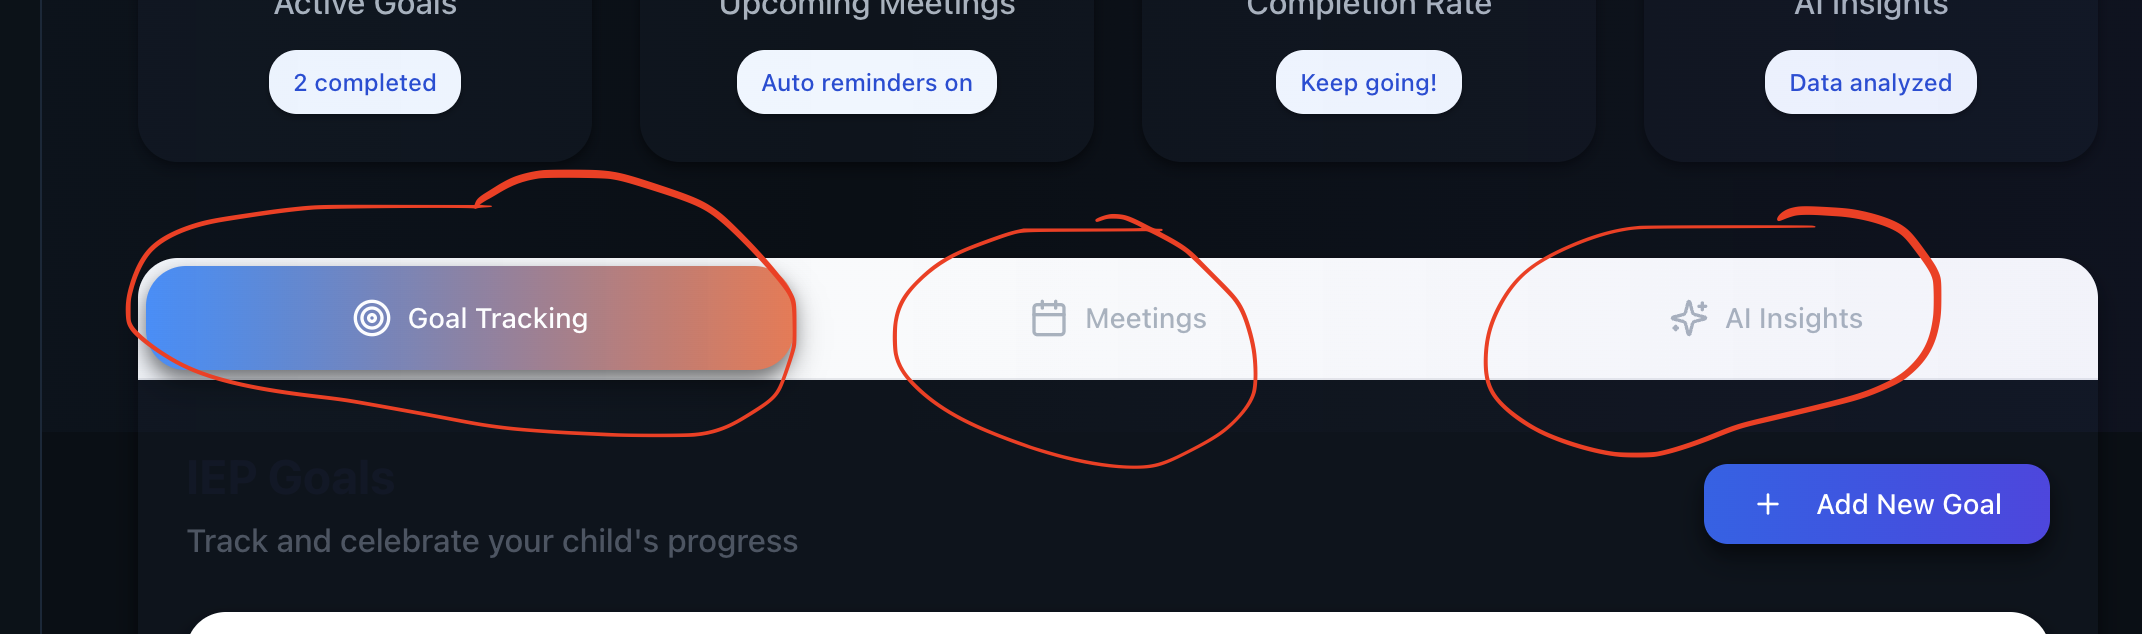 Active Goals
Upcoming Meetings
Completion Rate
AI Insights
2 completed
Auto reminders on
Keep going!
Data analyzed
Goal Tracking
Meetings
AI Insights
IEP Goals
Track and celebrate your child's progress
Add New Goal